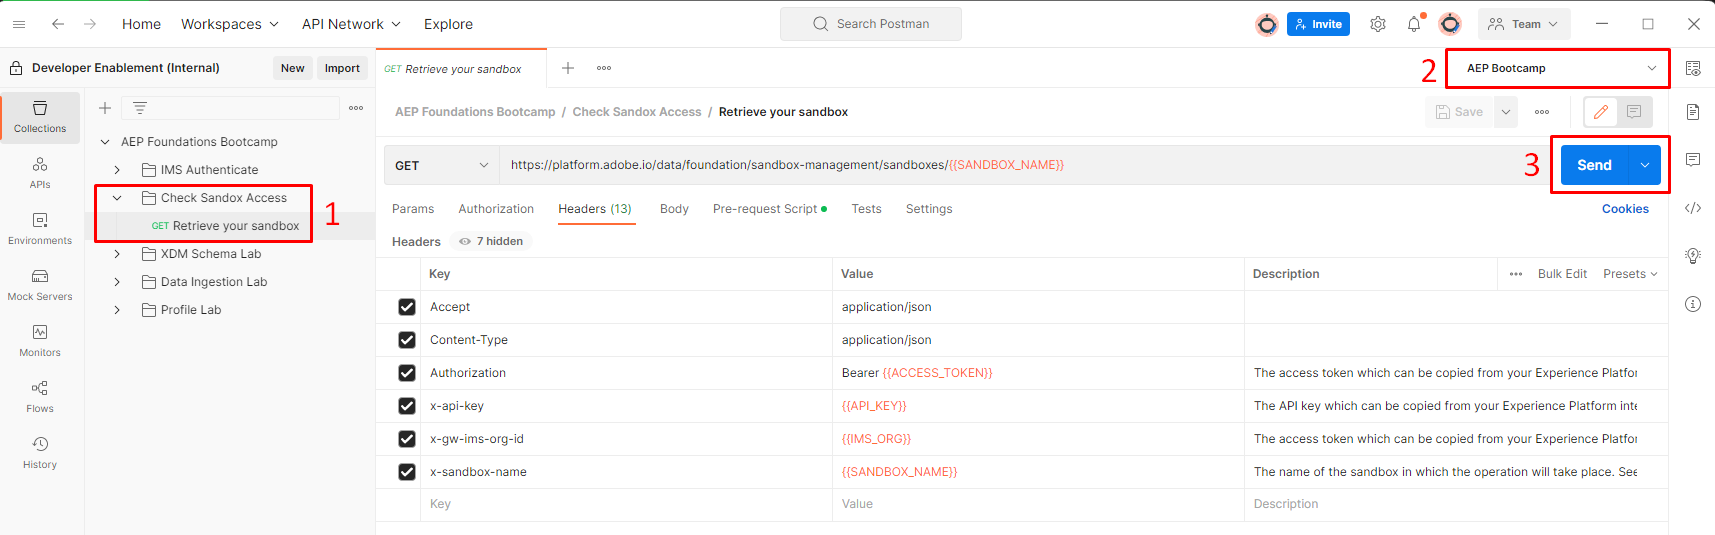 Home Workspaces API Network Explore Search Postman Invite Team
Developer Enablement (Internal) New Import GET Retrieve your sandbox 2 AEP Bootcamp
Collections
APIs
Environments
Mock Servers
Monitors
Flows
History
AEP Foundations Bootcamp
IMS Authenticate
Check Sandox Access
GET Retrieve your sandbox
1
XDM Schema Lab
Data Ingestion Lab
Profile Lab
AEP Foundations Bootcamp / Check Sandox Access / Retrieve your sandbox Save
GET https://platform.adobe.io/data/foundation/sandbox-management/sandboxes/{{SANDBOX_NAME}} 3 Send
Params Authorization Headers (13) Body Pre-request Script Tests Settings Cookies
Headers 7 hidden
Key Value Description Bulk Edit Presets
Accept application/json
Content-Type application/json
Authorization Bearer {{ACCESS_TOKEN}} The access token which can be copied from your Experience Platfor
x-api-key {{API_KEY}} The API key which can be copied from your Experience Platform inte
x-gw-ims-org-id {{IMS_ORG}} The access token which can be copied from your Experience Platfor
x-sandbox-name {{SANDBOX_NAME}} The name of the sandbox in which the operation will take place. See
Key Value Description